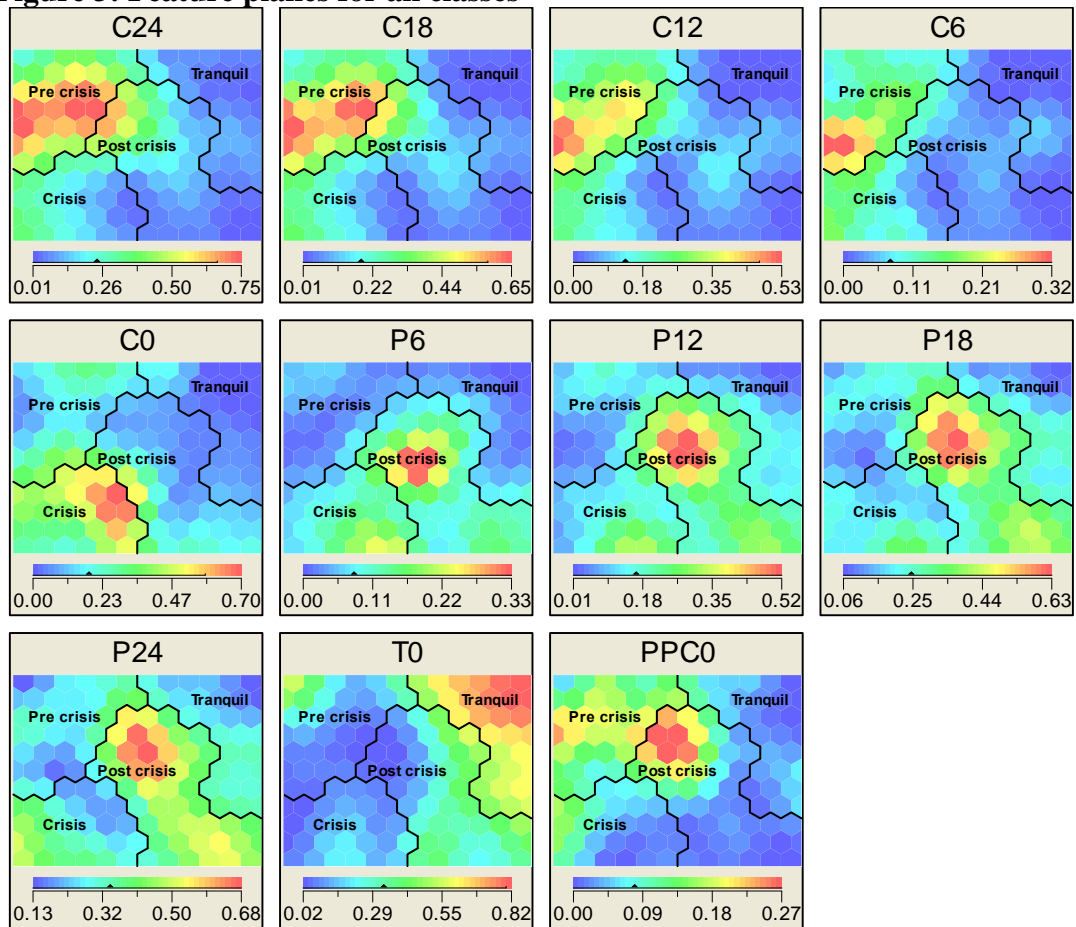 Figure 5: Feature planes for all classes
C24
C18
C12
C6
Tranquil
Tranquil
Tranquil
Tranquil
Pre crisis
Pre crisis
Pre crisis
Pre crisis
Post crisis
Post crisis
Post crisis
Post crisis
Crisis
Crisis
Crisis
Crisis
0.01 0.26 0.50 0.75
0.01 0.22 0.44 0.65
0.00 0.18 0.35 0.53
0.00 0.11 0.21 0.32
C0
P6
P12
P18
Tranquil
Tranquil
Tranquil
Tranquil
Pre crisis
Pre crisis
Pre crisis
Pre crisis
Post crisis
Post crisis
Post crisis
Post crisis
Crisis
Crisis
Crisis
Crisis
0.00 0.23 0.47 0.70
0.00 0.11 0.22 0.33
0.01 0.18 0.35 0.52
0.06 0.25 0.44 0.63
P24
T0
PPC0
Tranquil
Tranquil
Tranquil
Pre crisis
Pre crisis
Pre crisis
Post crisis
Post crisis
Post crisis
Crisis
Crisis
Crisis
0.13 0.32 0.50 0.68
0.02 0.29 0.55 0.82
0.00 0.09 0.18 0.27